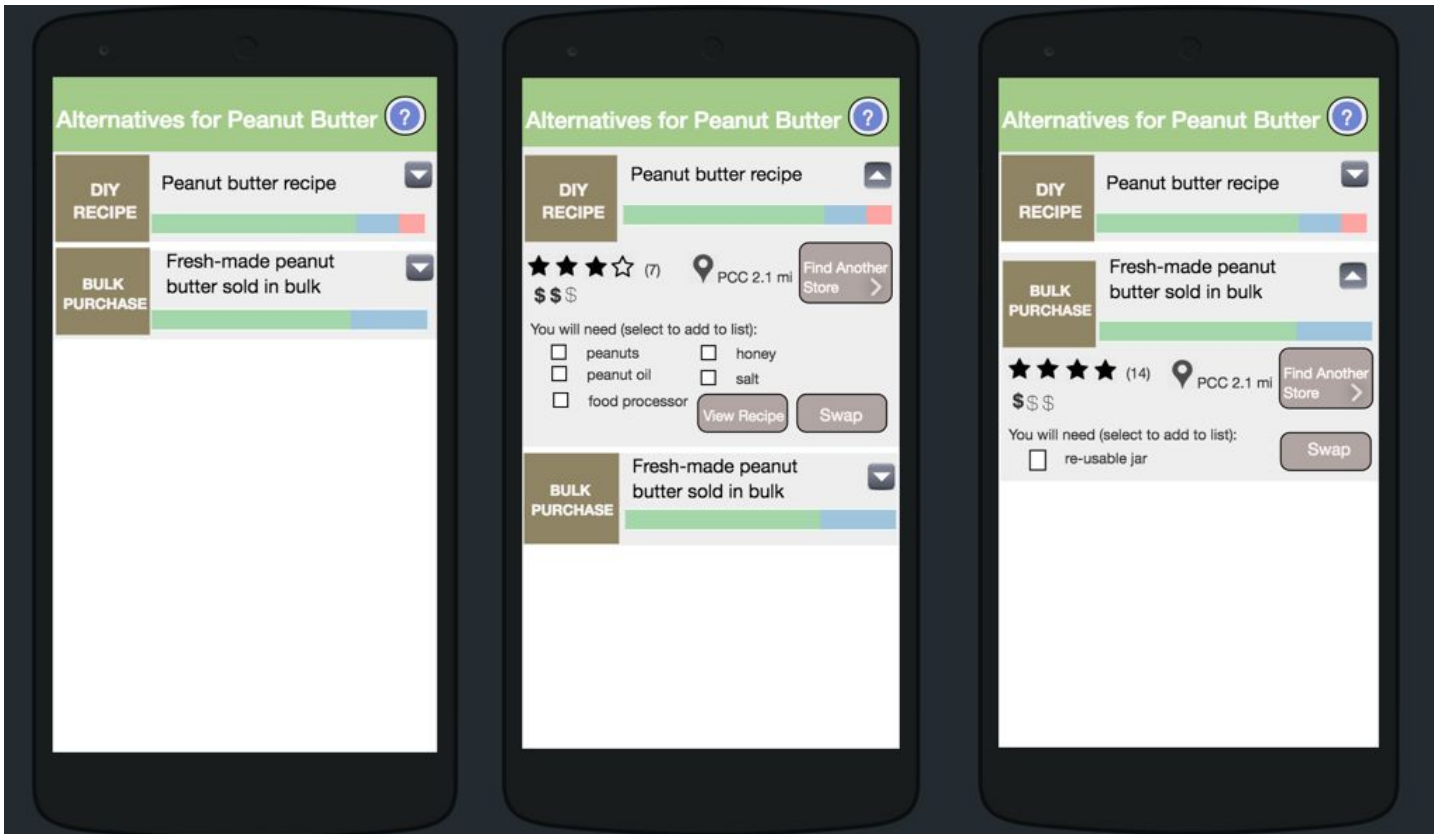 Alternatives for Peanut Butter ?
DIY
RECIPE
Peanut butter recipe
BULK
PURCHASE
Fresh-made peanut
butter sold in bulk
Alternatives for Peanut Butter ?
DIY
RECIPE
Peanut butter recipe
(7)
PCC 2.1 mi
Find Another
Store
$$$
You will need (select to add to list):
peanuts
honey
peanut oil
salt
food processor
View Recipe
Swap
BULK
PURCHASE
Fresh-made peanut
butter sold in bulk
Alternatives for Peanut Butter ?
DIY
RECIPE
Peanut butter recipe
BULK
PURCHASE
Fresh-made peanut
butter sold in bulk
(14)
PCC 2.1 mi
Find Another
Store
$$$
You will need (select to add to list):
re-usable jar
Swap